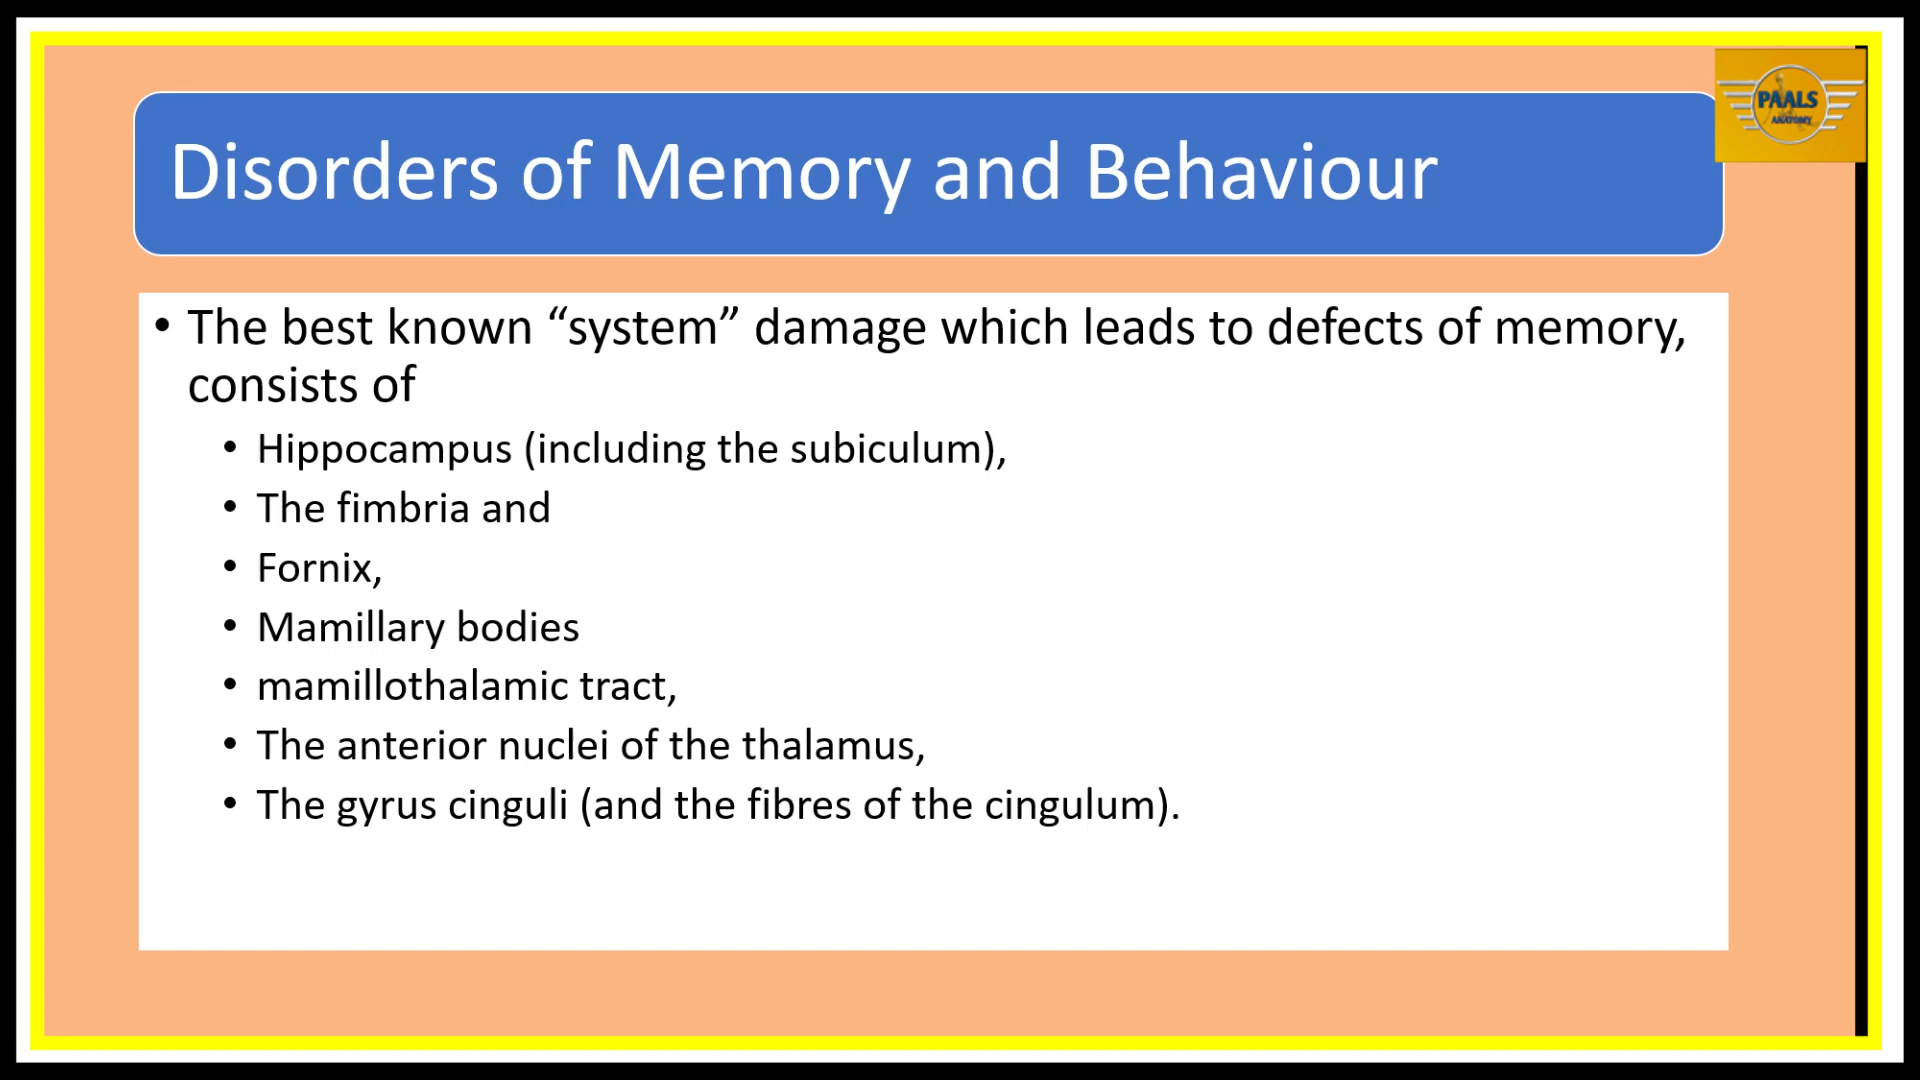 PAALS
ANATOMY
Disorders of Memory and Behaviour
• The best known “system” damage which leads to defects of memory,
consists of
• Hippocampus (including the subiculum),
• The fimbria and
• Fornix,
• Mamillary bodies
• mamillothalamic tract,
• The anterior nuclei of the thalamus,
• The gyrus cinguli (and the fibres of the cingulum).